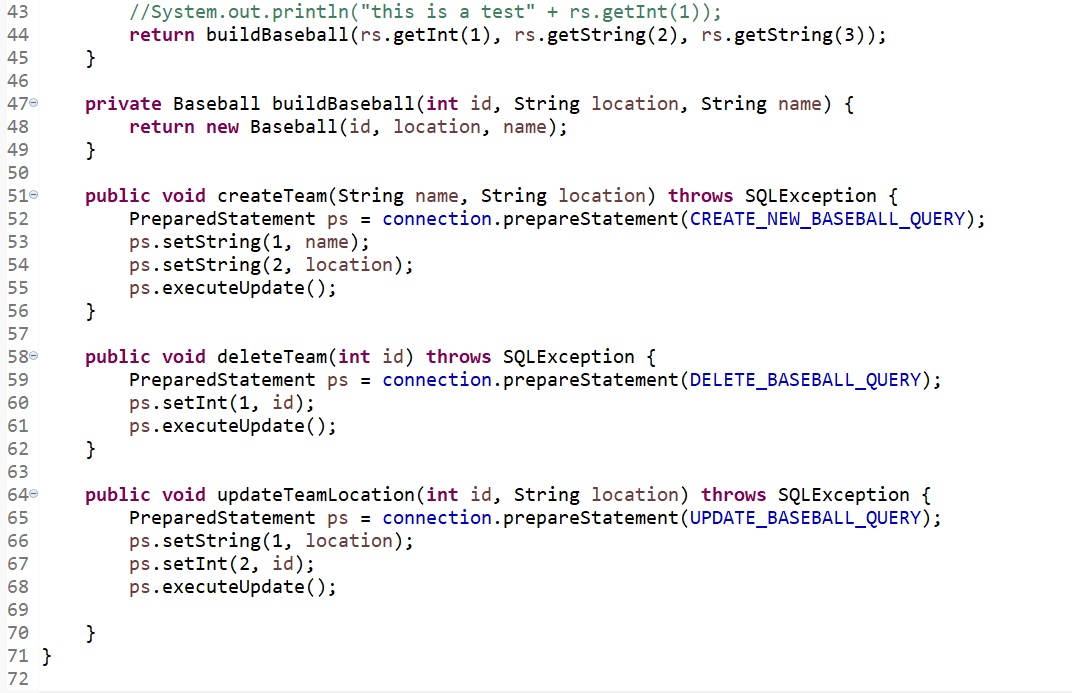 43        //System.out.println("this is a test" + rs.getInt(1));
44        return buildBaseball(rs.getInt(1), rs.getString(2), rs.getString(3));
45    }
46
47    private Baseball buildBaseball(int id, String location, String name) {
48        return new Baseball(id, location, name);
49    }
50
51    public void createTeam(String name, String location) throws SQLException {
52        PreparedStatement ps = connection.prepareStatement(CREATE_NEW_BASEBALL_QUERY);
53        ps.setString(1, name);
54        ps.setString(2, location);
55        ps.executeUpdate();
56    }
57
58    public void deleteTeam(int id) throws SQLException {
59        PreparedStatement ps = connection.prepareStatement(DELETE_BASEBALL_QUERY);
60        ps.setInt(1, id);
61        ps.executeUpdate();
62    }
63
64    public void updateTeamLocation(int id, String location) throws SQLException {
65        PreparedStatement ps = connection.prepareStatement(UPDATE_BASEBALL_QUERY);
66        ps.setString(1, location);
67        ps.setInt(2, id);
68        ps.executeUpdate();
69
70    }
71 }
72